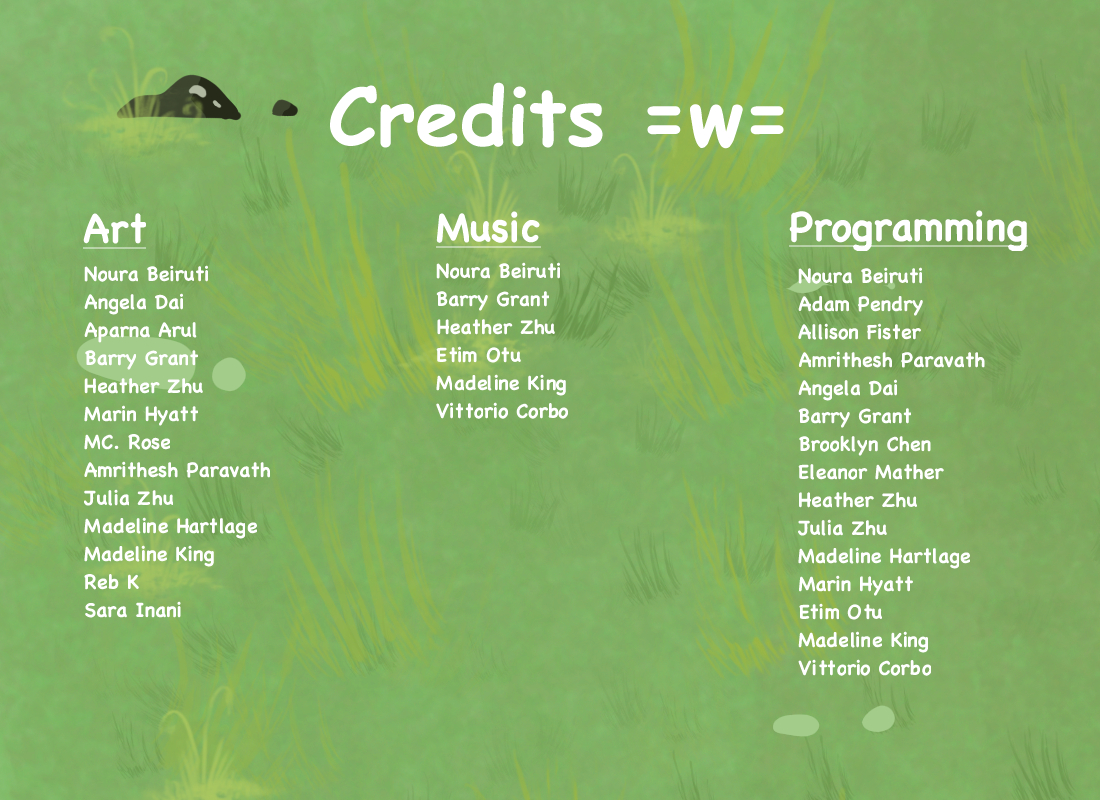 Credits =w=
Art
Noura Beiruti
Angela Dai
Aparna Arul
Barry Grant
Heather Zhu
Marin Hyatt
MC. Rose
Amrithesh Paravath
Julia Zhu
Madeline Hartlage
Madeline King
Reb K
Sara Inani
Music
Noura Beiruti
Barry Grant
Heather Zhu
Etim Otu
Madeline King
Vittorio Corbo
Programming
Noura Beiruti
Adam Pendry
Allison Fister
Amrithesh Paravath
Angela Dai
Barry Grant
Brooklyn Chen
Eleanor Mather
Heather Zhu
Julia Zhu
Madeline Hartlage
Marin Hyatt
Etim Otu
Madeline King
Vittorio Corbo